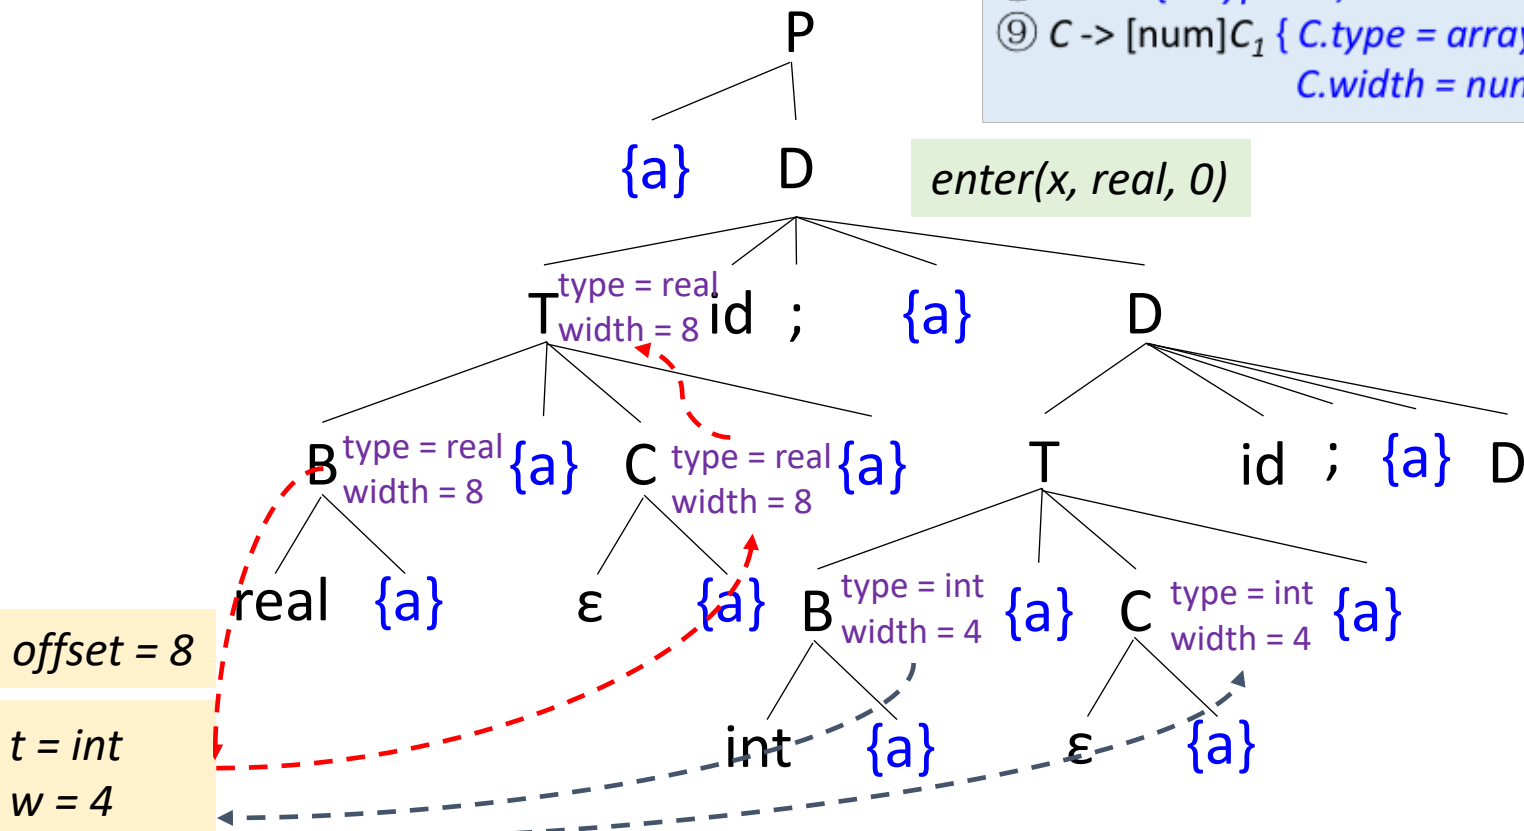 P
⑨ C -> [num]C1 { C.type = array
C.width = num
{a} D
enter(x, real, 0)
T type = real width = 8 id ; {a} D
B type = real width = 8 {a} C type = real width = 8 {a} T id ; {a} D
real {a} ε {a} B type = int width = 4 {a} C type = int width = 4 {a}
offset = 8
t = int
w = 4
int {a} ε {a}